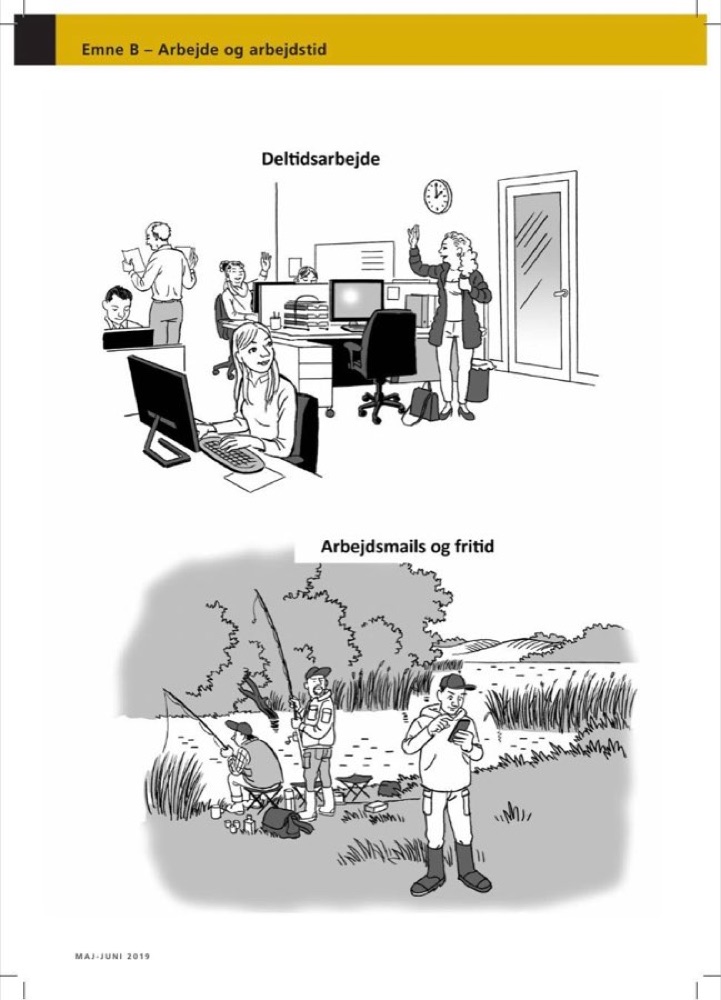 Emne B – Arbejde og arbejdstid
Deltidsarbejde
Arbejdsmails og fritid
MAJ-JUNI 2019